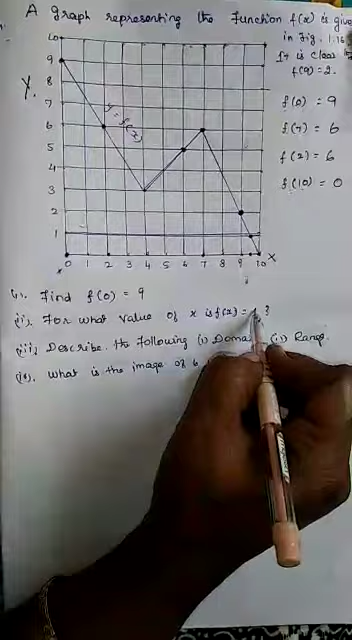 A Graph representing the Function f(x) is given
in Fig. 1.16
It is clear
f(9) = 2.
10
9
8
7
6
5
4
3
2
1
Y
y = f(x)
f(0) = 9
f(7) = 6
f(2) = 6
f(10) = 0
0 1 2 3 4 5 6 7 8 9 10 X
(i). Find f(0) = 9
(ii). For what value of x is f(x) = 1 ?
(iii). Describe the following (i) Domain (ii) Range.
(iv). What is the image of 6